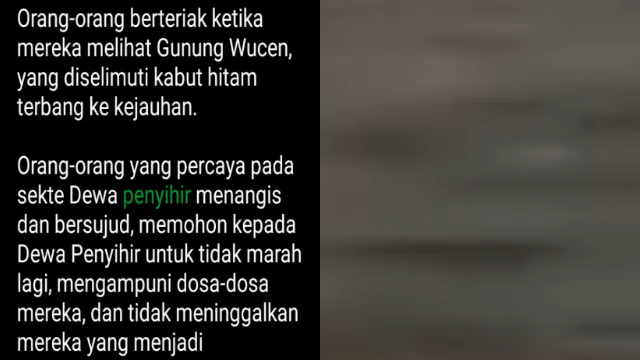 Orang-orang berteriak ketika
mereka melihat Gunung Wucen,
yang diselimuti kabut hitam
terbang ke kejauhan.
Orang-orang yang percaya pada
sekte Dewa penyihir menangis
dan bersujud, memohon kepada
Dewa Penyihir untuk tidak marah
lagi, mengampuni dosa-dosa
mereka, dan tidak meninggalkan
mereka yang menjadi